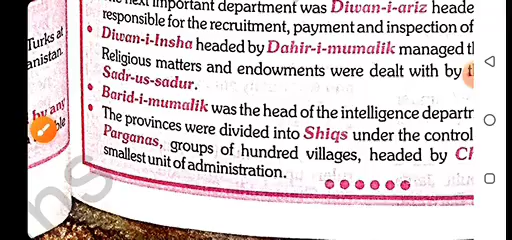 next important department was Diwan-i-ariz heade
responsible for the recruitment, payment and inspection of
Diwan-i-Insha headed by Dahir-i-mumalik managed
Religious matters and endowments were dealt with by
Sadr-us-sadur.
Barid-i-mumalik was the head of the intelligence departr
The provinces were divided into Shiqs under the control
Parganas, groups of hundred villages, headed by
smallest unit of administration.
Turks at
anistan.
by any